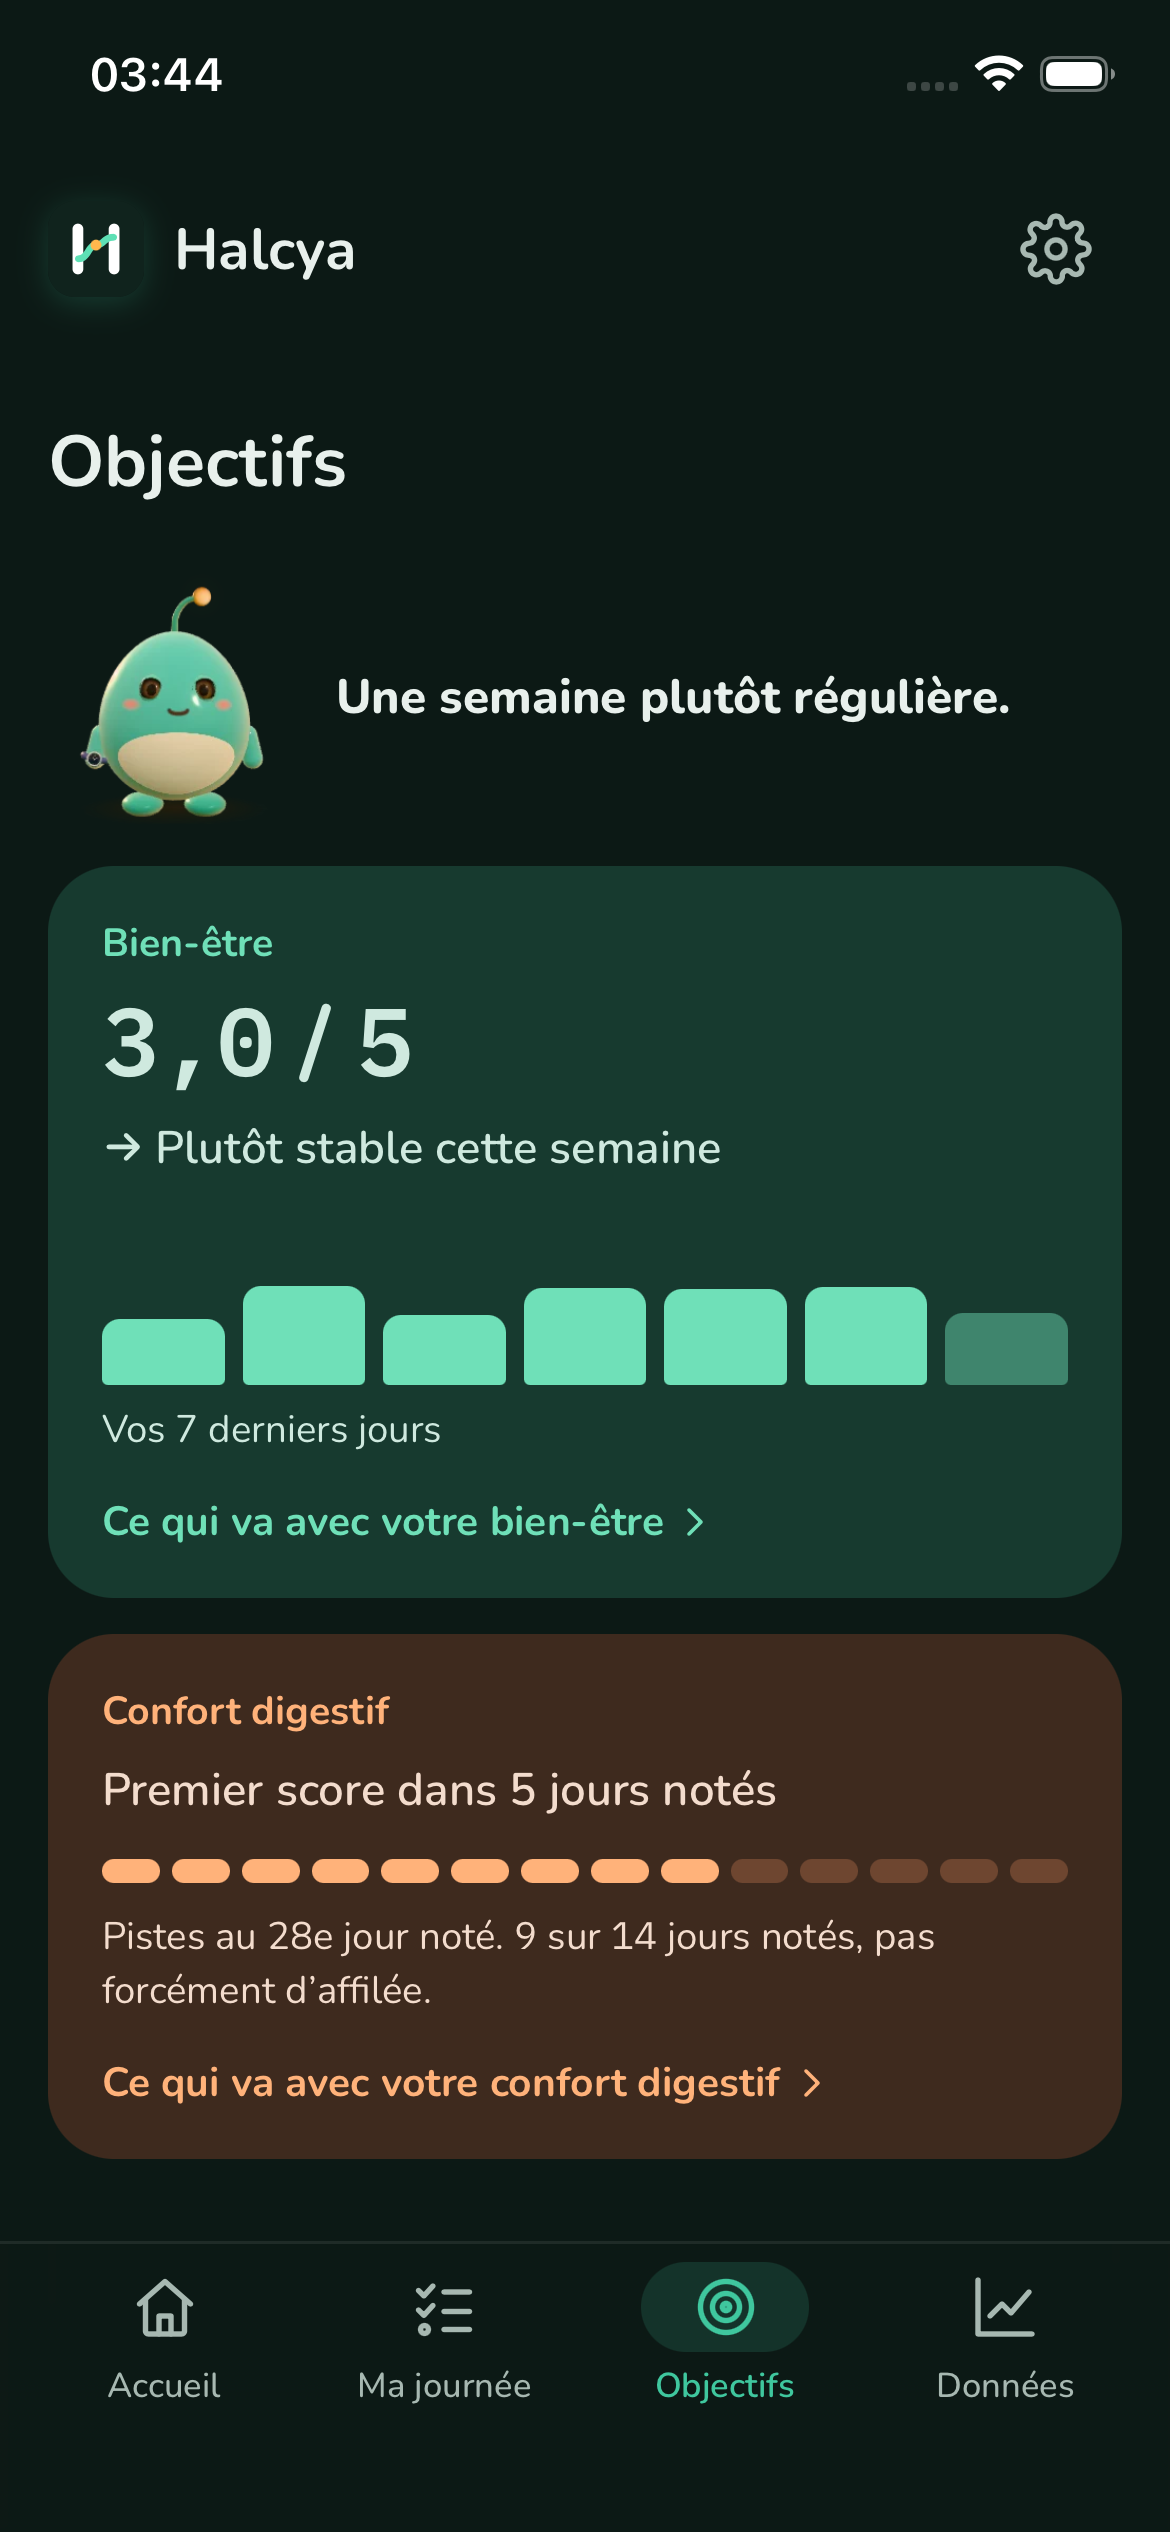 03:44
Halcya
Objectifs
Une semaine plutôt régulière.
Bien-être
3,0/5
→ Plutôt stable cette semaine
Vos 7 derniers jours
Ce qui va avec votre bien-être >
Confort digestif
Premier score dans 5 jours notés
Pistes au 28e jour noté. 9 sur 14 jours notés, pas
forcément d’affilée.
Ce qui va avec votre confort digestif >
Accueil
Ma journée
Objectifs
Données